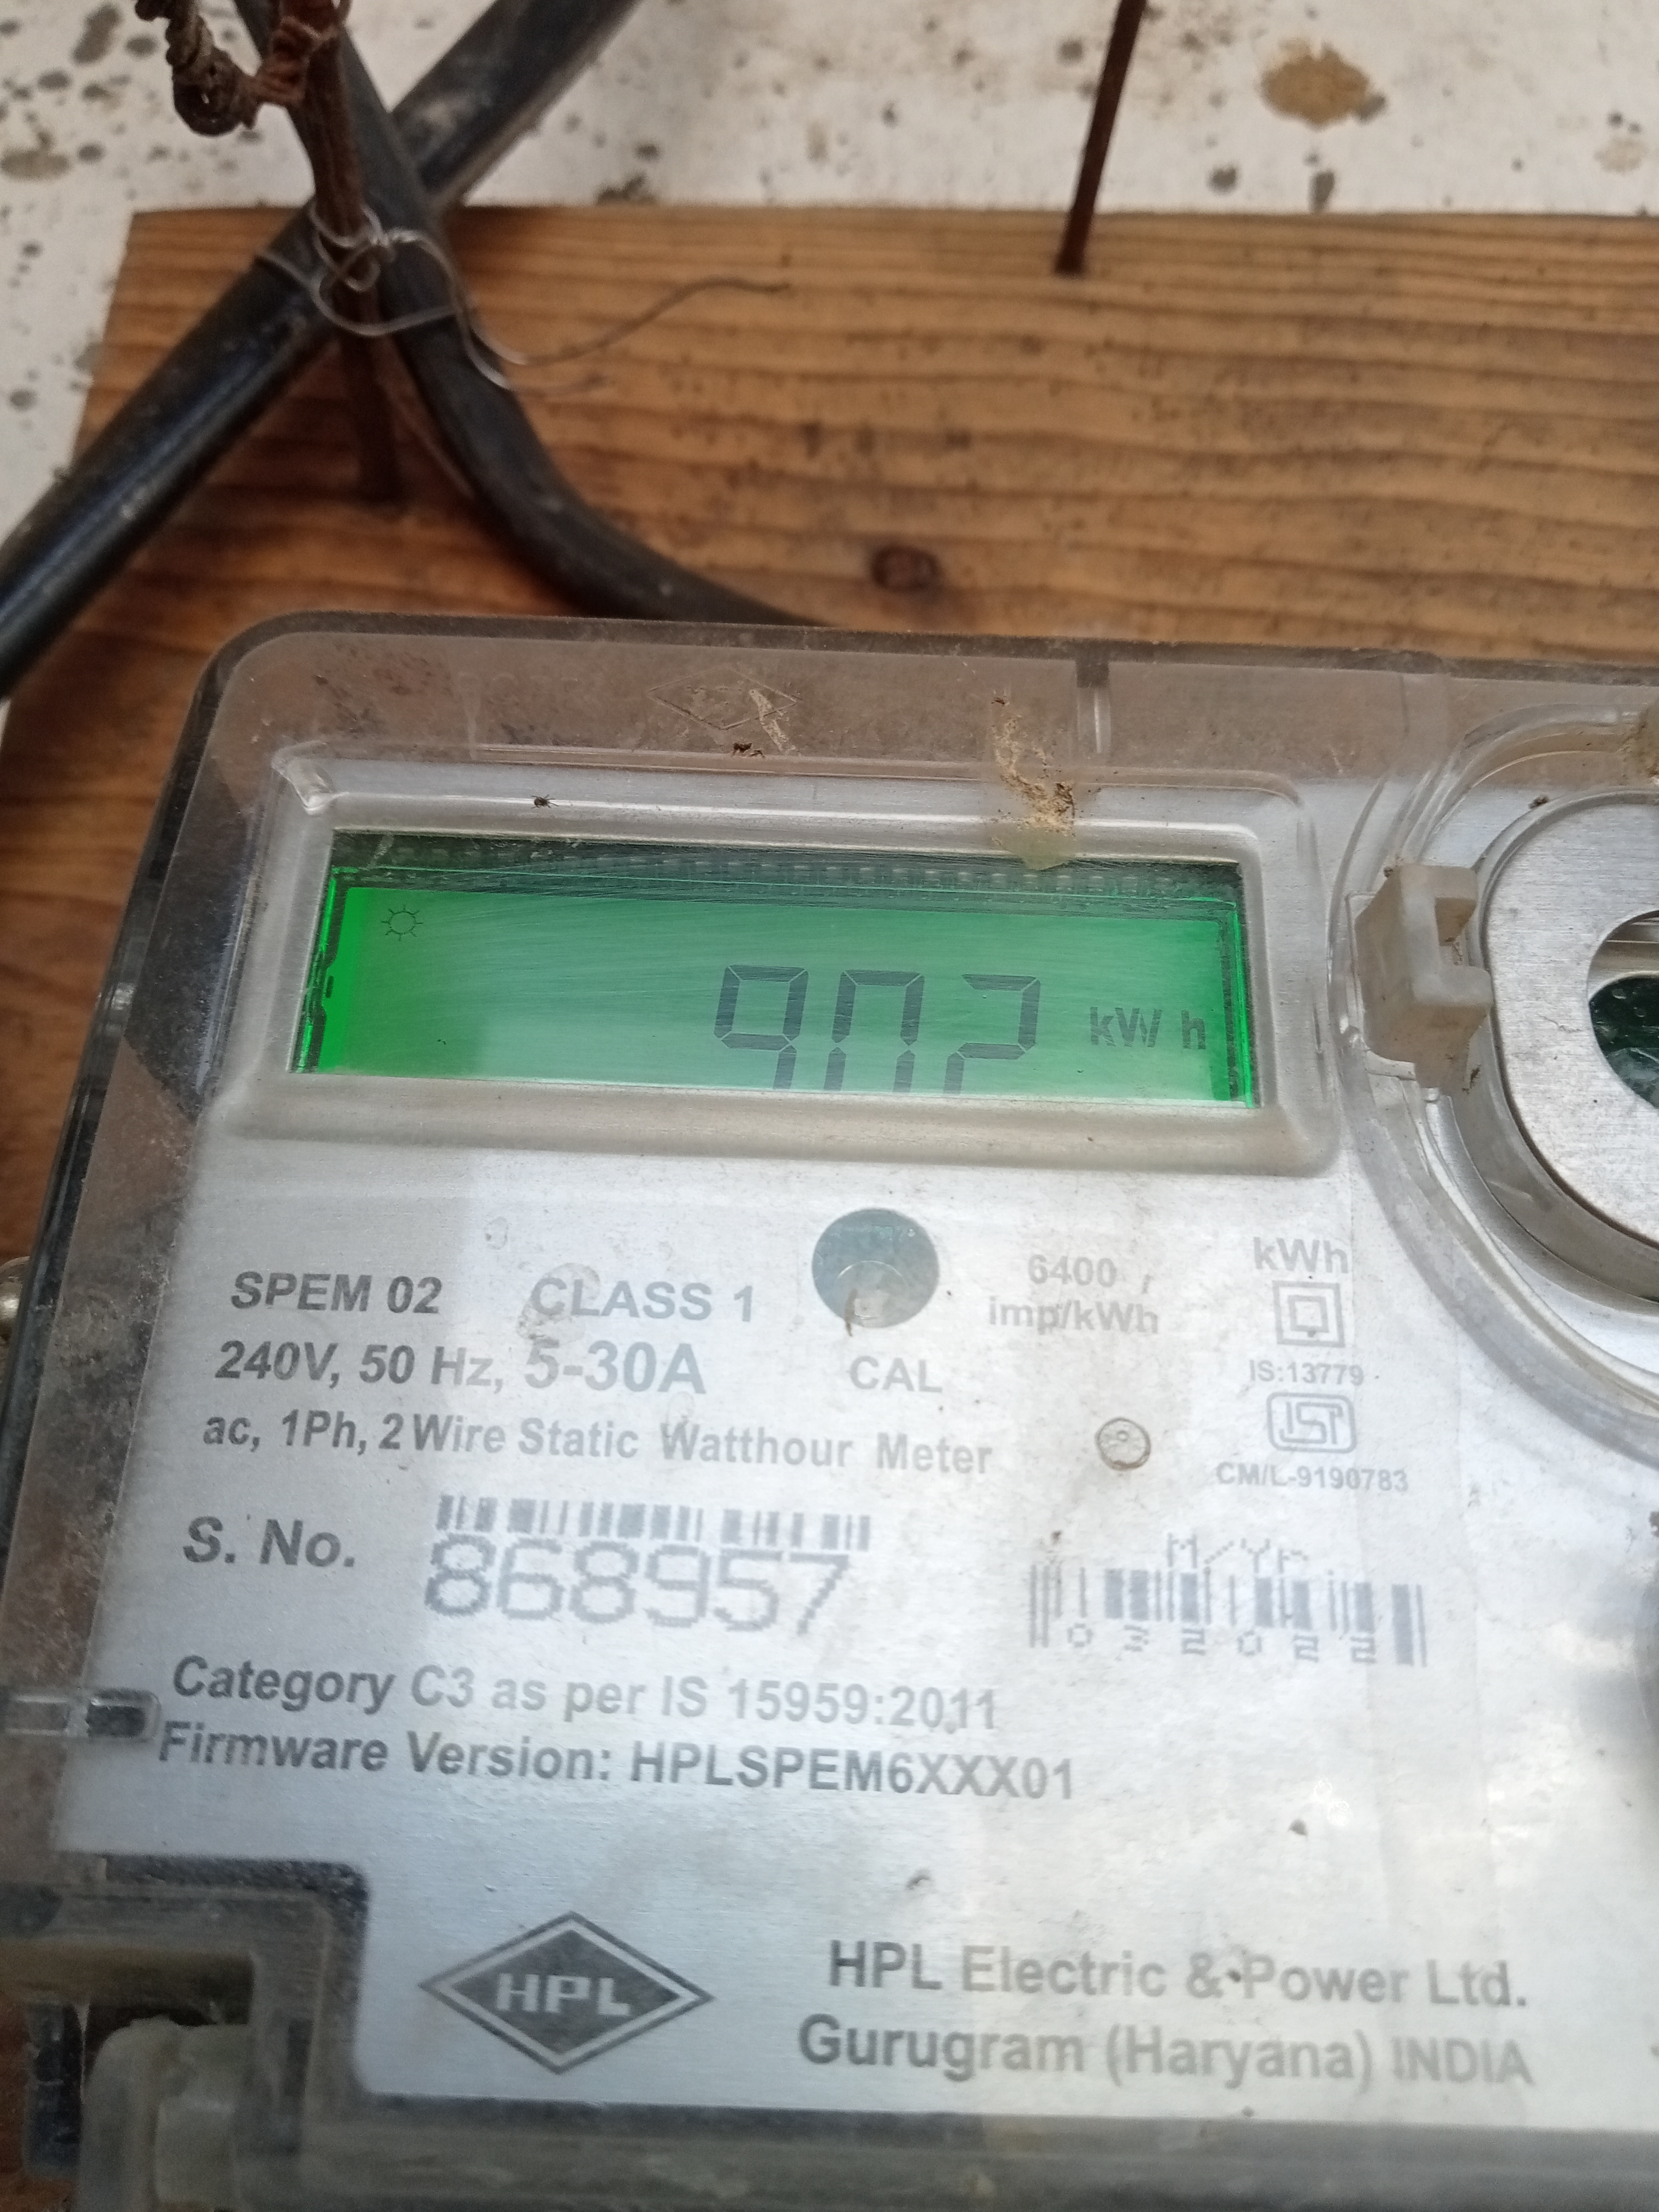 902 kWh
SPEM 02 CLASS 1
6400 imp/kWh
kWh
240V, 50 Hz, 5-30A
CAL
IS:13779
ac, 1Ph, 2 Wire Static Watthour Meter
ISI
CM/L-9190783
S. No. 868957
M/Yr
032022
Category C3 as per IS 15959:2011
Firmware Version: HPLSPEM6XXX01
HPL
HPL Electric & Power Ltd.
Gurugram (Haryana) INDIA